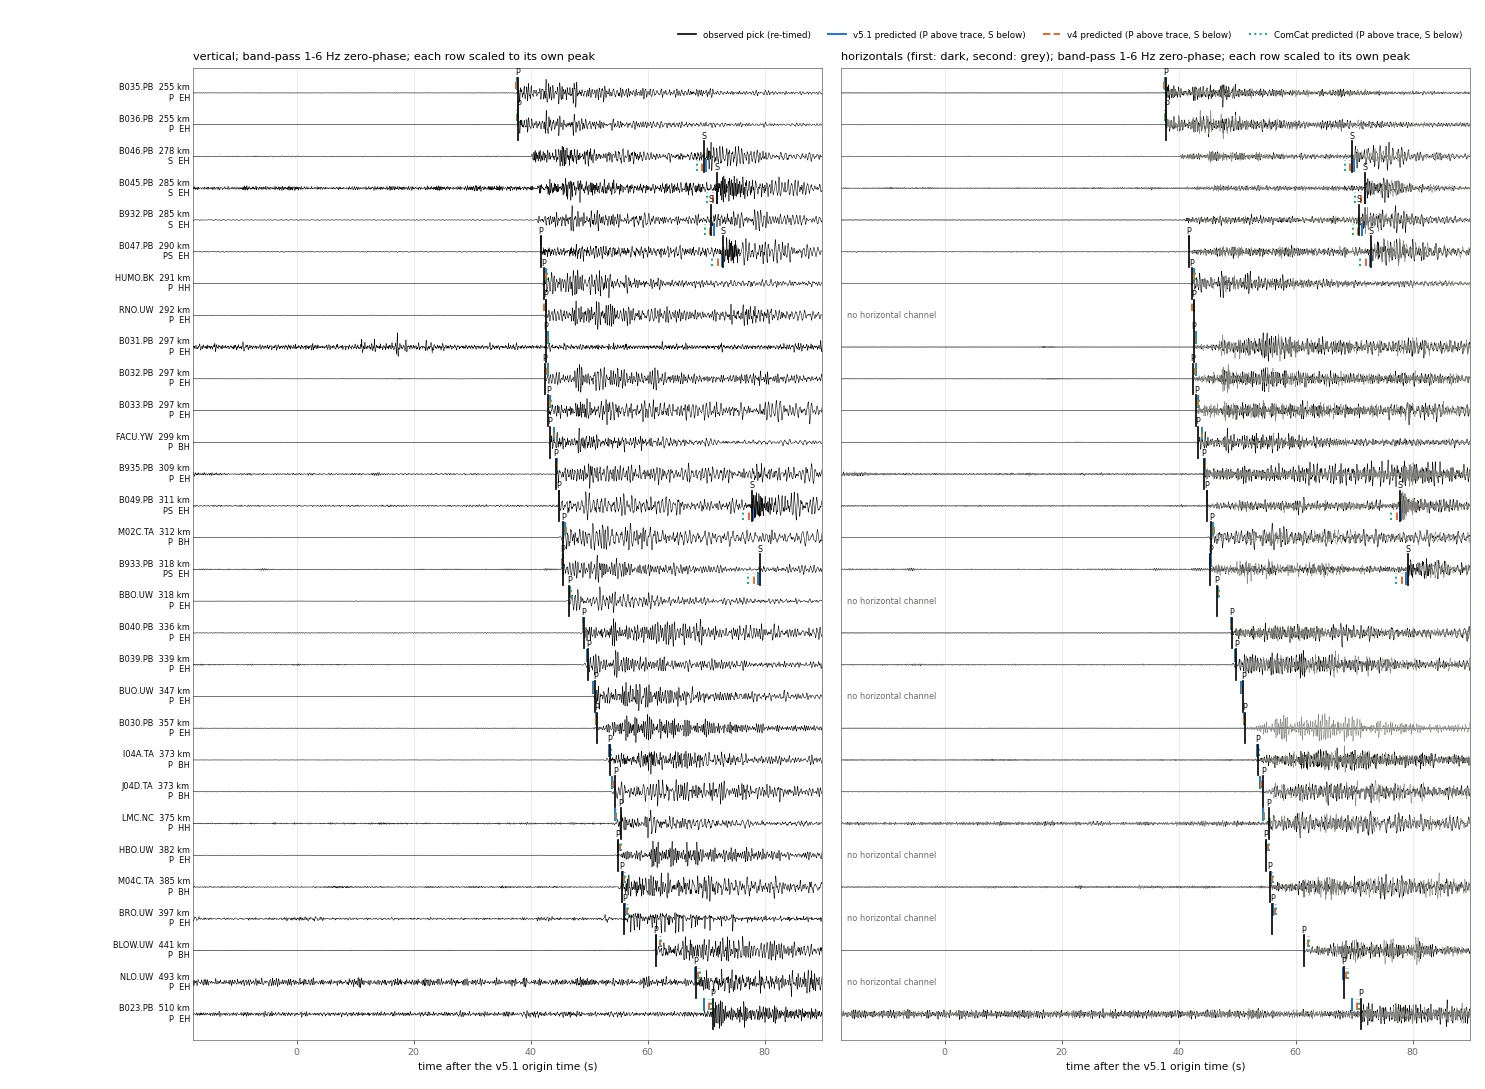 observed pick (re-timed)
v5.1 predicted (P above trace, S below)
v4 predicted (P above trace, S below)
ComCat predicted (P above trace, S below)
vertical; band-pass 1-6 Hz zero-phase; each row scaled to its own peak
horizontals (first: dark, second: grey); band-pass 1-6 Hz zero-phase; each row scaled to its own peak
B035.PB 255 km
P EH
B036.PB 255 km
P EH
B046.PB 278 km
S EH
B045.PB 285 km
S EH
B932.PB 285 km
S EH
B047.PB 290 km
PS EH
HUMO.BK 291 km
P HH
RNO.UW 292 km
P EH
no horizontal channel
B031.PB 297 km
P EH
B032.PB 297 km
P EH
B033.PB 297 km
P EH
FACU.YW 299 km
P BH
B935.PB 309 km
P EH
B049.PB 311 km
PS EH
M02C.TA 312 km
P BH
B933.PB 318 km
PS EH
BBO.UW 318 km
P EH
no horizontal channel
B040.PB 336 km
P EH
B039.PB 339 km
P EH
BUO.UW 347 km
P EH
no horizontal channel
B030.PB 357 km
P EH
I04A.TA 373 km
P BH
J04D.TA 373 km
P BH
LMC.NC 375 km
P HH
HBO.UW 382 km
P EH
no horizontal channel
M04C.TA 385 km
P BH
BRO.UW 397 km
P EH
no horizontal channel
BLOW.UW 441 km
P BH
NLO.UW 493 km
P EH
no horizontal channel
B023.PB 510 km
P EH
0 20 40 60 80
0 20 40 60 80
time after the v5.1 origin time (s)
time after the v5.1 origin time (s)